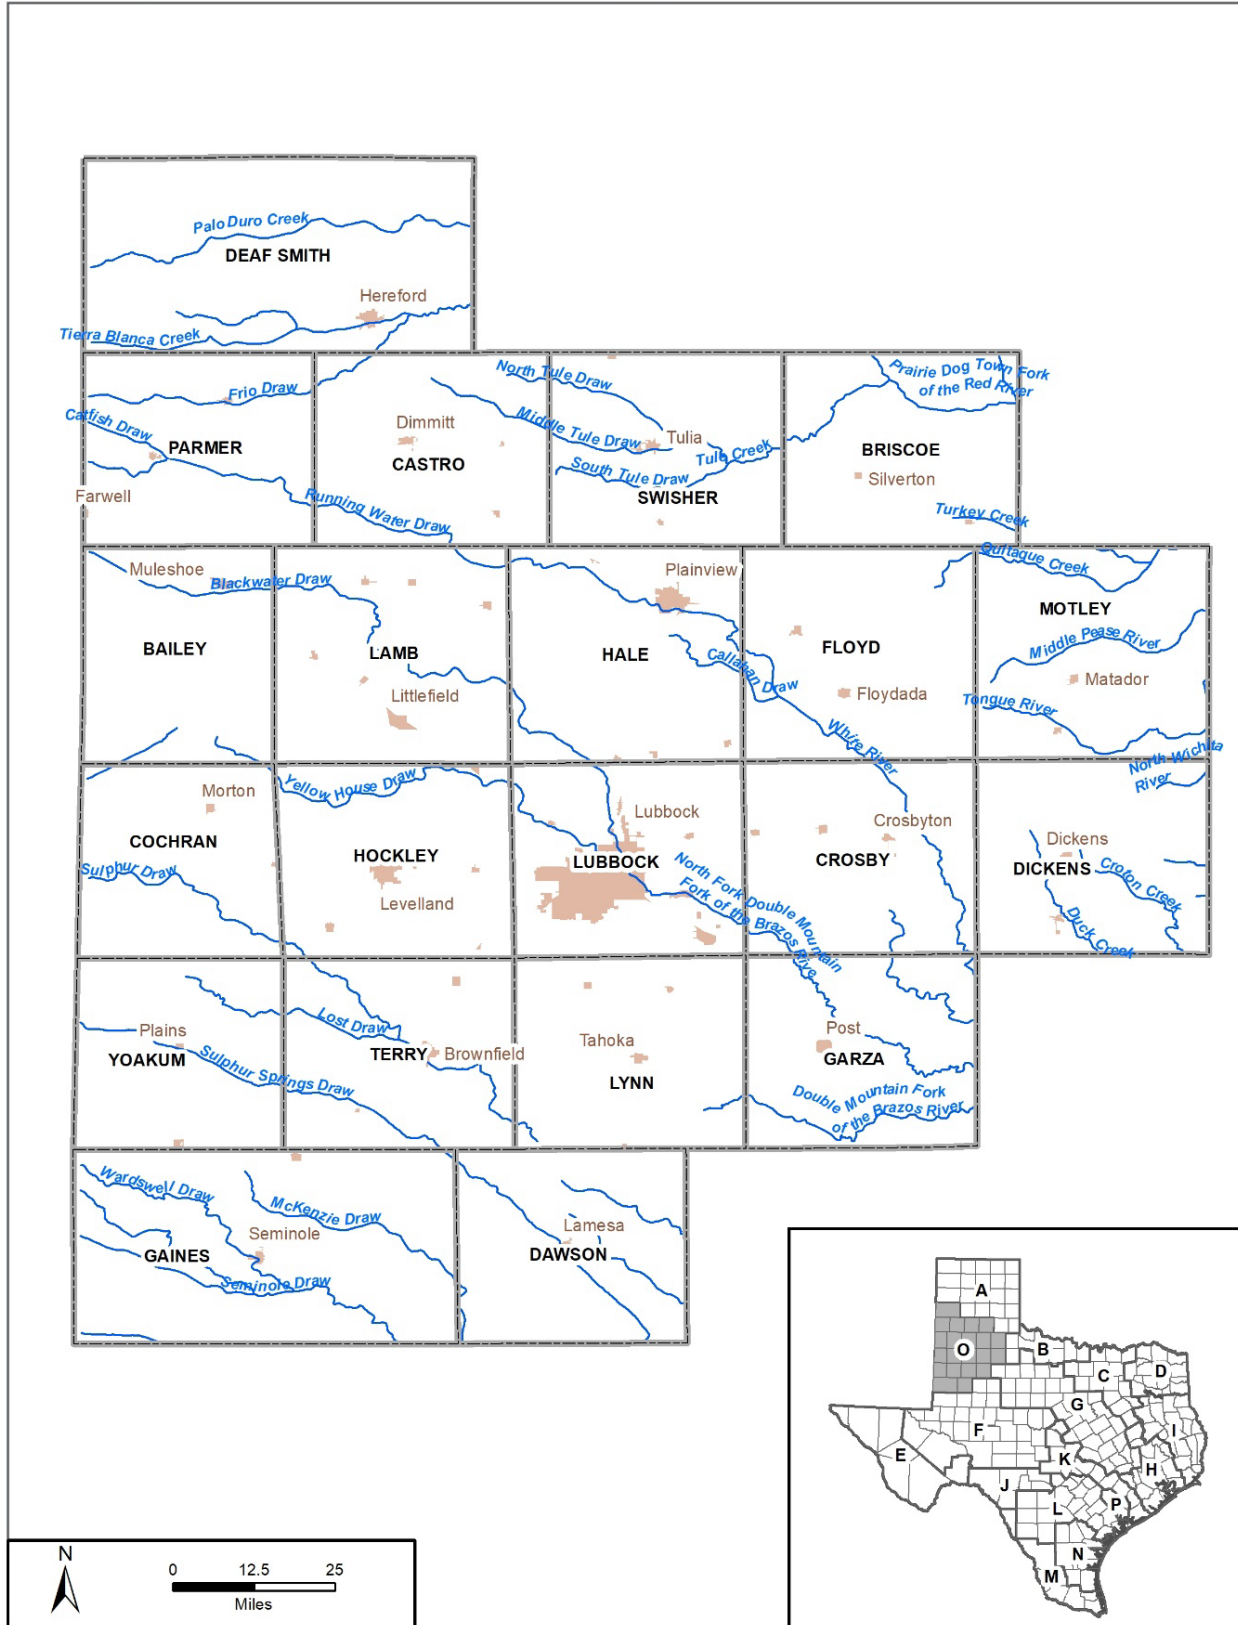 Palo Duro Creek
DEAF SMITH
Hereford
Tierra Blanca Creek
North Tule Draw
Prairie Dog Town Fork
of the Red River
Frio Draw
Catfish Draw
Dimmitt
Middle Tule Draw
Tulia
PARMER
CASTRO
Tule Creek
BRISCOE
South Tule Draw
Silverton
Farwell
Running Water Draw
SWISHER
Turkey Creek
Quitaque Creek
Muleshoe
Blackwater Draw
Plainview
MOTLEY
BAILEY
LAMB
HALE
FLOYD
Middle Pease River
Callahan Draw
Matador
Littlefield
Floydada
Tongue River
White River
North Wichita
River
Yellow House Draw
Morton
Lubbock
Crosbyton
COCHRAN
HOCKLEY
LUBBOCK
CROSBY
Dickens
DICKENS
Sulphur Draw
Levelland
North Fork Double Mountain
Fork of the Brazos Rive
Croton Creek
Duck Creek
Plains
Lost Draw
Tahoka
Post
YOAKUM
Sulphur Springs Draw
TERRY
Brownfield
LYNN
GARZA
Double Mountain Fork
of the Brazos River
Wardswell Draw
McKenzie Draw
Seminole
Lamesa
GAINES
DAWSON
Seminole Draw
A
O
B
C
D
G
F
I
E
K
H
J
L
P
N
M
N
0 12.5 25
Miles